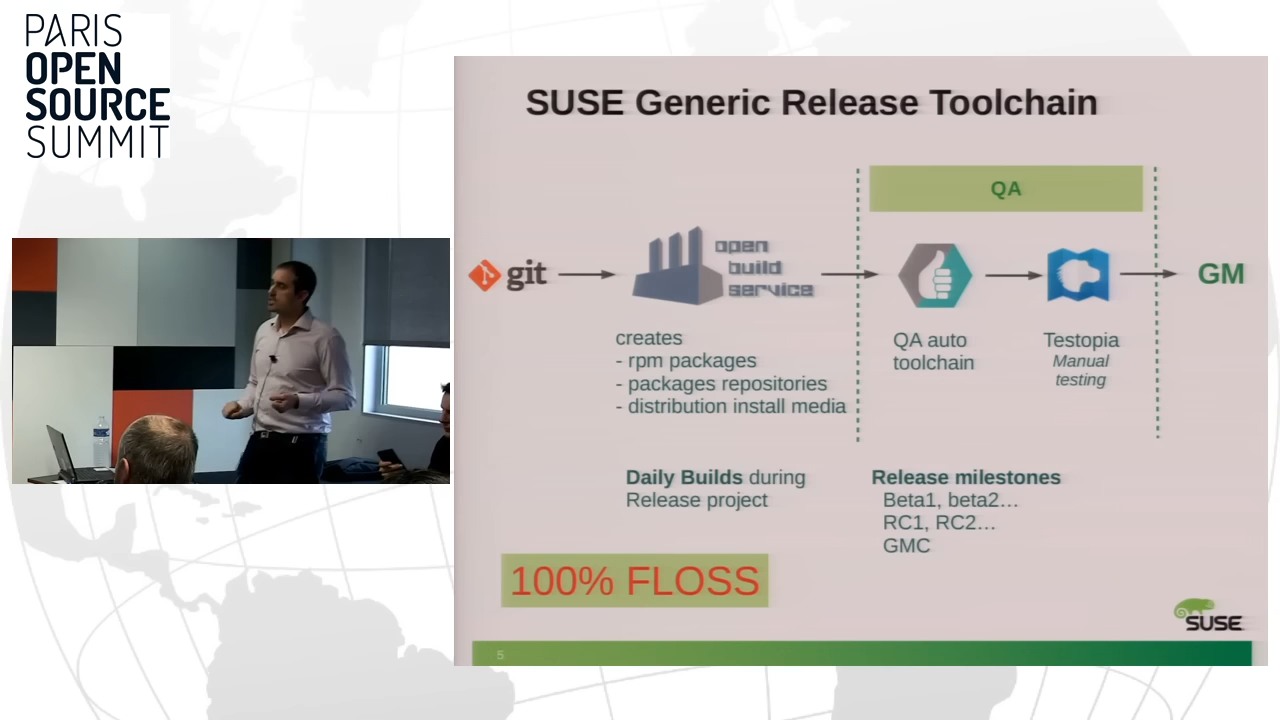 PARIS
OPEN
SOURCE
SUMMIT
SUSE Generic Release Toolchain
QA
git
open
build
service
GM
creates
- rpm packages
- packages repositories
- distribution install media
QA auto
toolchain
Testopia
Manual
testing
Daily Builds during
Release project
Release milestones
Beta1, beta2...
RC1, RC2...
GMC
100% FLOSS
SUSE
5